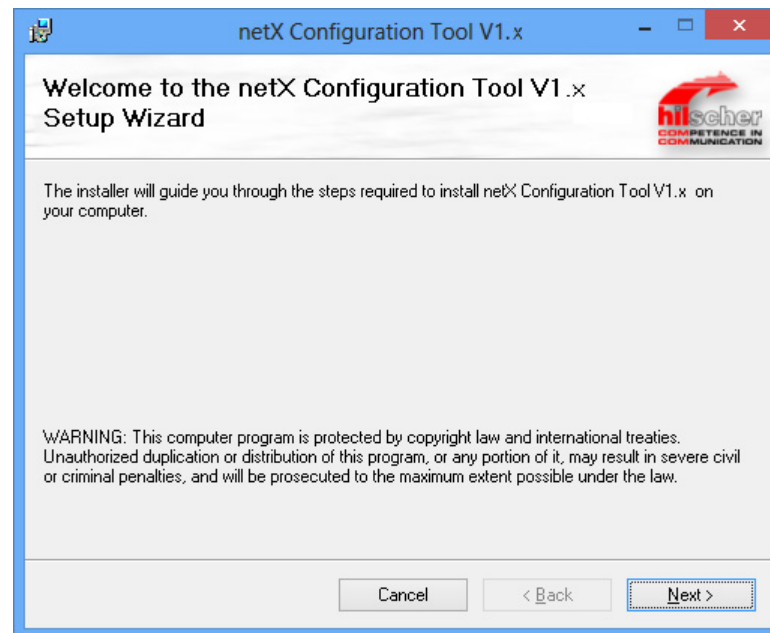 netX Configuration Tool V1.x
Welcome to the netX Configuration Tool V1.x
Setup Wizard
hilscher
COMPETENCE IN
COMMUNICATION
The installer will guide you through the steps required to install netX Configuration Tool V1.x on
your computer.
WARNING: This computer program is protected by copyright law and international treaties.
Unauthorized duplication or distribution of this program, or any portion of it, may result in severe civil
or criminal penalties, and will be prosecuted to the maximum extent possible under the law.
Cancel
< Back
Next >